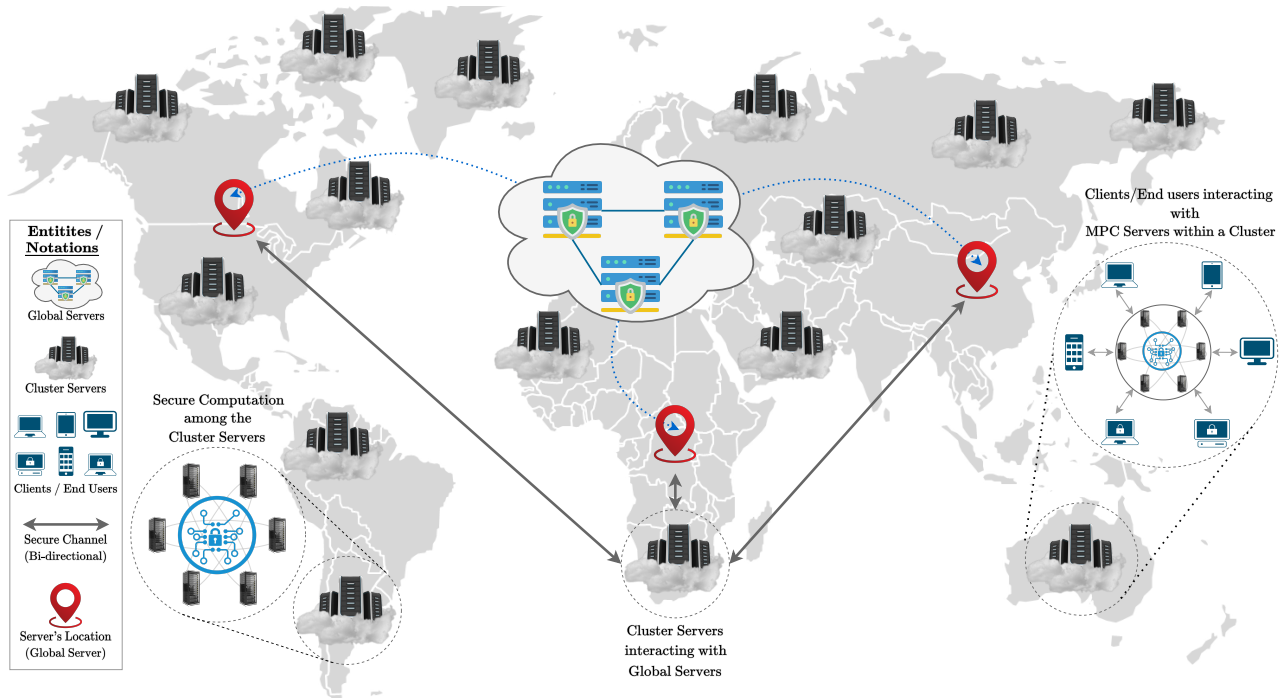 Entitites /
Notations
Global Servers
Cluster Servers
Clients / End Users
Secure Channel
(Bi-directional)
Server's Location
(Global Server)
Secure Computation
among the
Cluster Servers
Cluster Servers
interacting with
Global Servers
Clients/End users interacting
with
MPC Servers within a Cluster